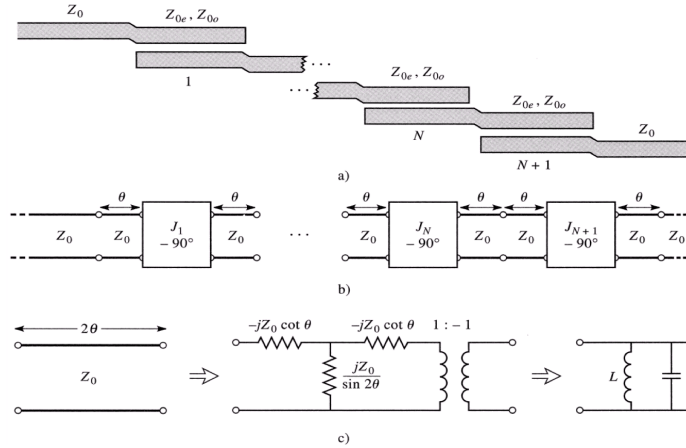 Z0
Z0e, Z0o
1
· · ·
· · ·
Z0e, Z0o
N
Z0e, Z0o
N + 1
Z0
a)
θ θ θ θ θ θ
Z0 Z0 J1 −90° Z0 · · · Z0 JN −90° Z0 Z0 JN+1 −90° Z0 Z0
b)
2θ
Z0
−jZ0 cot θ −jZ0 cot θ 1 : −1
jZ0
sin 2θ
L
c)